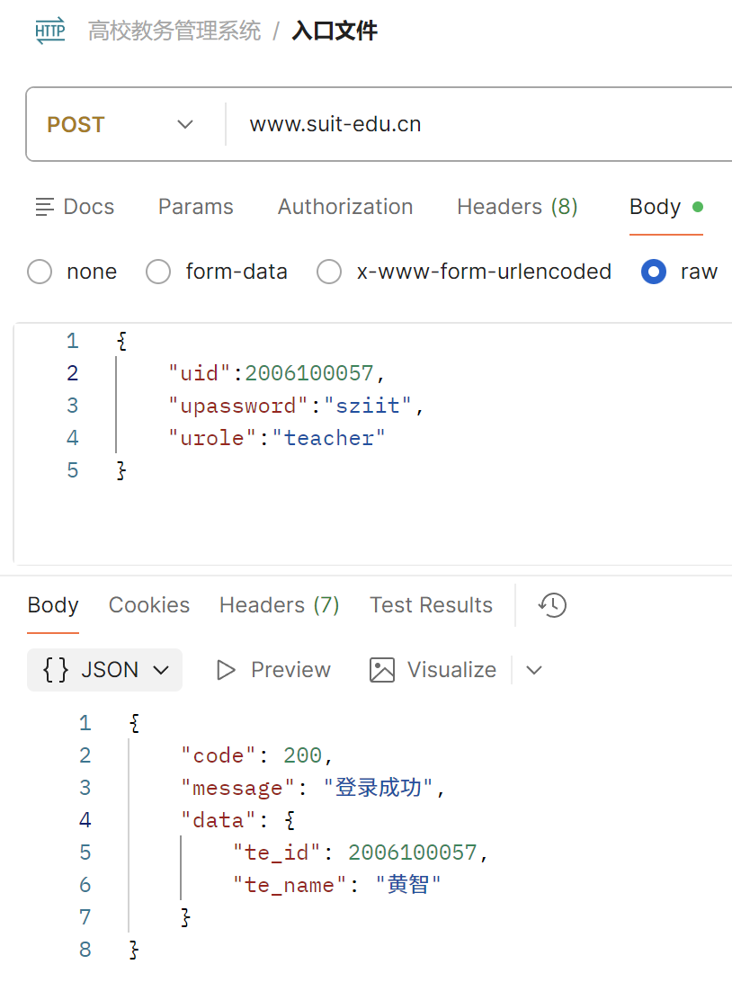 HTTP 高校教务管理系统 / 入口文件
POST www.suit-edu.cn
Docs Params Authorization Headers (8) Body
none form-data x-www-form-urlencoded raw
1 {
2 "uid":2006100057,
3 "upassword":"sziit",
4 "urole":"teacher"
5 }
Body Cookies Headers (7) Test Results
{} JSON Preview Visualize
1 {
2 "code": 200,
3 "message": "登录成功",
4 "data": {
5 "te_id": 2006100057,
6 "te_name": "黄智"
7 }
8 }